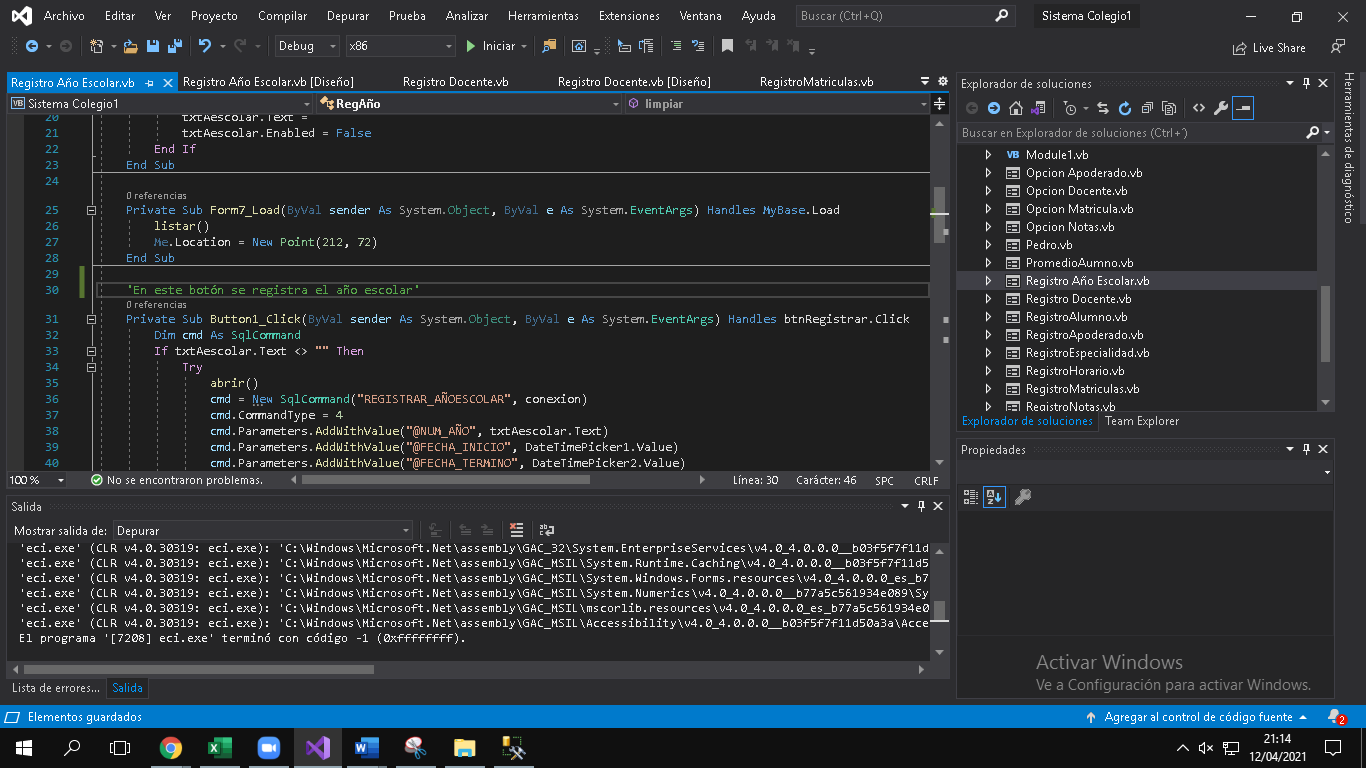 Archivo Editar Ver Proyecto Compilar Depurar Prueba Analizar Herramientas Extensiones Ventana Ayuda Buscar (Ctrl+Q) Sistema Colegio1
Debug x86 Iniciar Live Share
Registro Año Escolar.vb Registro Año Escolar.vb [Diseño] Registro Docente.vb Registro Docente.vb [Diseño] RegistroMatriculas.vb
Sistema Colegio1 RegAño limpiar
20 txtAescolar.Text =
21 txtAescolar.Enabled = False
22 End If
23 End Sub
24
0 referencias
25 Private Sub Form7_Load(ByVal sender As System.Object, ByVal e As System.EventArgs) Handles MyBase.Load
26 listar()
27 Me.Location = New Point(212, 72)
28 End Sub
29
30 'En este botón se registra el año escolar'
0 referencias
31 Private Sub Button1_Click(ByVal sender As System.Object, ByVal e As System.EventArgs) Handles btnRegistrar.Click
32 Dim cmd As SqlCommand
33 If txtAescolar.Text <> "" Then
34 Try
35 abrir()
36 cmd = New SqlCommand("REGISTRAR_AÑOESCOLAR", conexion)
37 cmd.CommandType = 4
38 cmd.Parameters.AddWithValue("@NUM_AÑO", txtAescolar.Text)
39 cmd.Parameters.AddWithValue("@FECHA_INICIO", DateTimePicker1.Value)
40 cmd.Parameters.AddWithValue("@FECHA_TERMINO", DateTimePicker2.Value)
100 % No se encontraron problemas. Línea: 30 Carácter: 46 SPC CRLF
Salida
Mostrar salida de: Depurar
'eci.exe' (CLR v4.0.30319: eci.exe): 'C:\Windows\Microsoft.Net\assembly\GAC_32\System.EnterpriseServices\v4.0_4.0.0.0__b03f5f7f11d
'eci.exe' (CLR v4.0.30319: eci.exe): 'C:\Windows\Microsoft.Net\assembly\GAC_MSIL\System.Runtime.Caching\v4.0_4.0.0.0__b03f5f7f11d5
'eci.exe' (CLR v4.0.30319: eci.exe): 'C:\Windows\Microsoft.Net\assembly\GAC_MSIL\System.Windows.Forms.resources\v4.0_4.0.0.0_es_b7
'eci.exe' (CLR v4.0.30319: eci.exe): 'C:\Windows\Microsoft.Net\assembly\GAC_MSIL\System.Numerics\v4.0_4.0.0.0__b77a5c561934e089\Sy
'eci.exe' (CLR v4.0.30319: eci.exe): 'C:\Windows\Microsoft.Net\assembly\GAC_MSIL\mscorlib.resources\v4.0_4.0.0.0_es_b77a5c561934e0
'eci.exe' (CLR v4.0.30319: eci.exe): 'C:\Windows\Microsoft.Net\assembly\GAC_MSIL\Accessibility\v4.0_4.0.0.0__b03f5f7f11d50a3a\Acce
El programa '[7208] eci.exe' terminó con código -1 (0xffffffff).
Lista de errores... Salida
Explorador de soluciones
Buscar en Explorador de soluciones (Ctrl+´)
Module1.vb
Opcion Apoderado.vb
Opcion Docente.vb
Opcion Matricula.vb
Opcion Notas.vb
Pedro.vb
PromedioAumno.vb
Registro Año Escolar.vb
Registro Docente.vb
RegistroAlumno.vb
RegistroApoderado.vb
RegistroEspecialidad.vb
RegistroHorario.vb
RegistroMatriculas.vb
RegistroNotas.vb
Explorador de soluciones Team Explorer
Propiedades
Herramientas de diagnóstico
Activar Windows
Ve a Configuración para activar Windows.
Elementos guardados Agregar al control de código fuente 2
21:14
12/04/2021